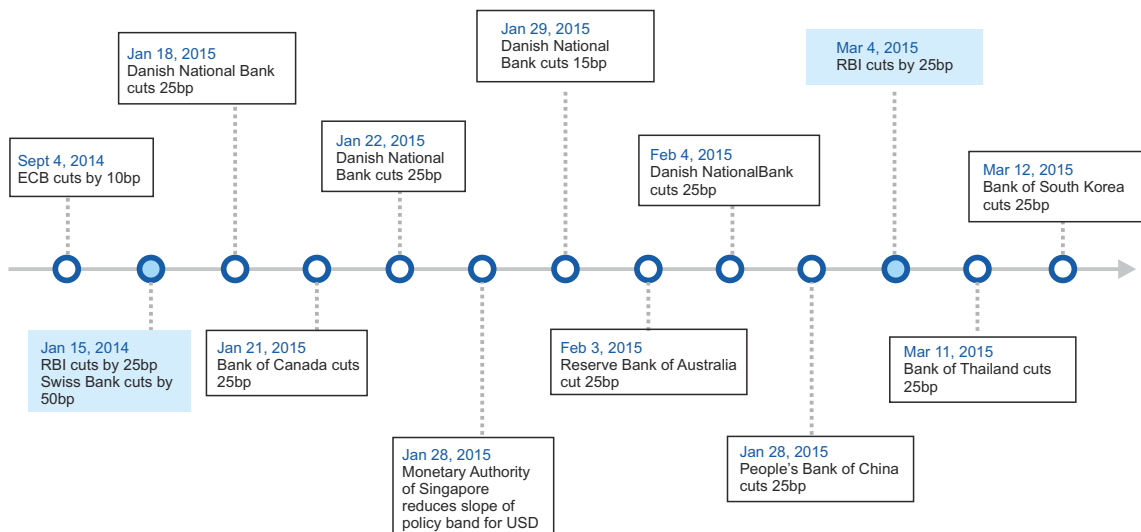 Sept 4, 2014
ECB cuts by 10bp
Jan 15, 2014
RBI cuts by 25bp
Swiss Bank cuts by
50bp
Jan 18, 2015
Danish National Bank
cuts 25bp
Jan 21, 2015
Bank of Canada cuts
25bp
Jan 22, 2015
Danish National
Bank cuts 25bp
Jan 28, 2015
Monetary Authority
of Singapore
reduces slope of
policy band for USD
Jan 29, 2015
Danish National
Bank cuts 15bp
Feb 3, 2015
Reserve Bank of Australia
cut 25bp
Feb 4, 2015
Danish NationalBank
cuts 25bp
Jan 28, 2015
People’s Bank of China
cuts 25bp
Mar 4, 2015
RBI cuts by 25bp
Mar 11, 2015
Bank of Thailand cuts
25bp
Mar 12, 2015
Bank of South Korea
cuts 25bp